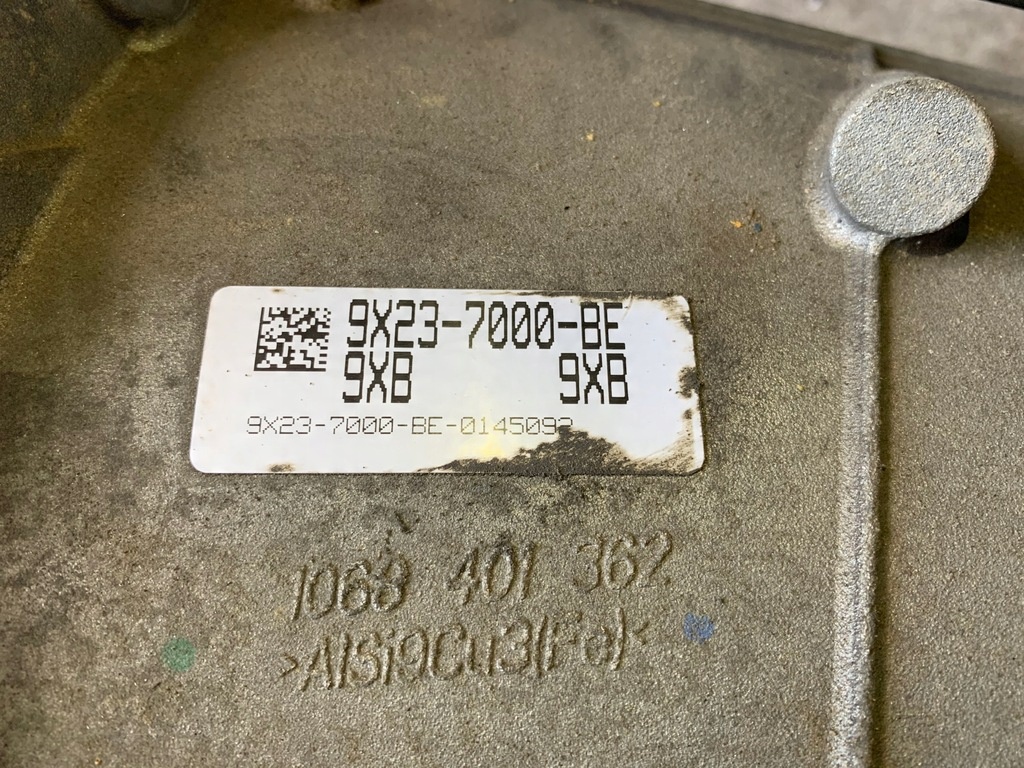 9X23-7000-BE
9XB 9XB
9X23-7000-BE-0145092
1068 401 362
>AlSi9Cu3(Fe)<